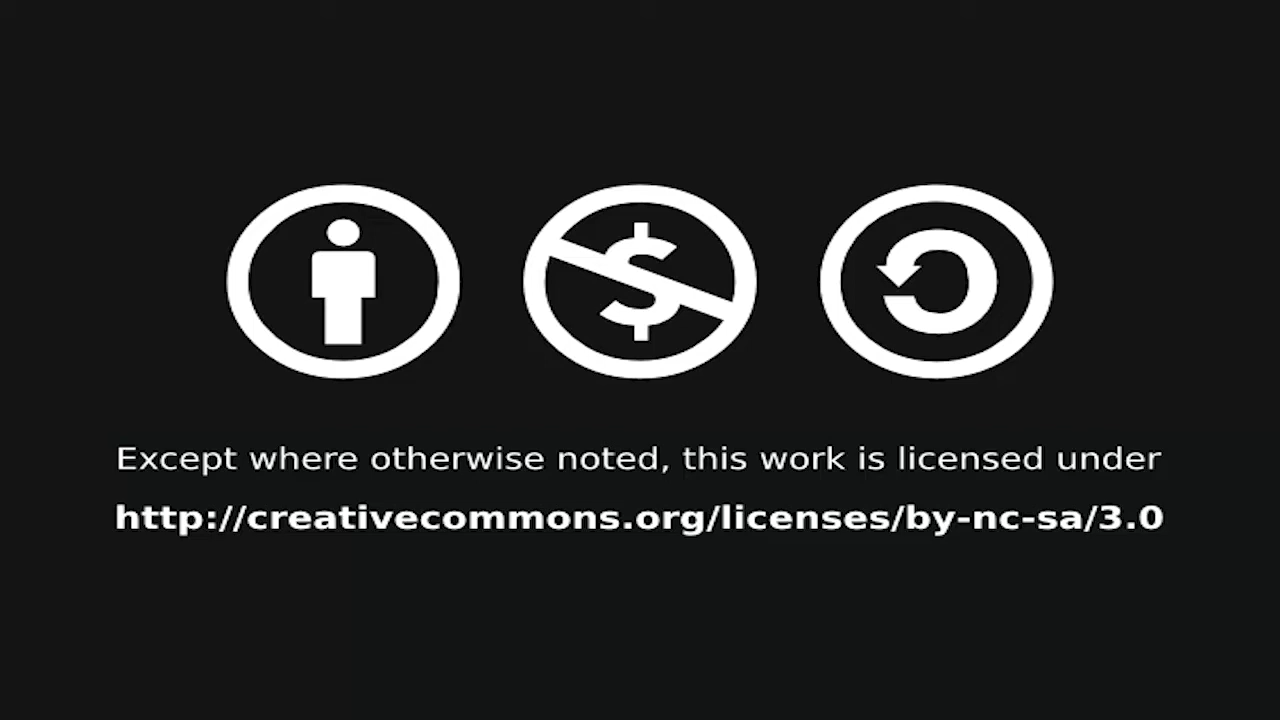 Except where otherwise noted, this work is licensed under
http://creativecommons.org/licenses/by-nc-sa/3.0